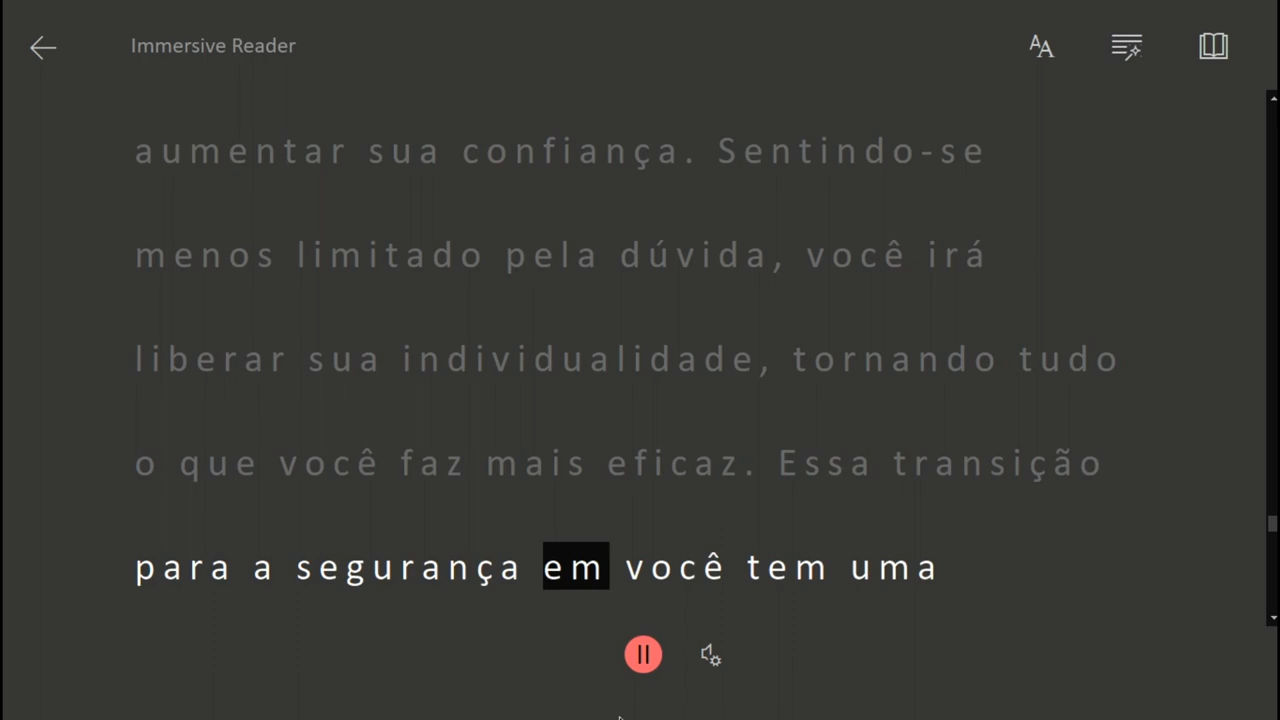 Immersive Reader
aumentar sua confiança. Sentindo-se
menos limitado pela dúvida, você irá
liberar sua individualidade, tornando tudo
o que você faz mais eficaz. Essa transição
para a segurança em você tem uma